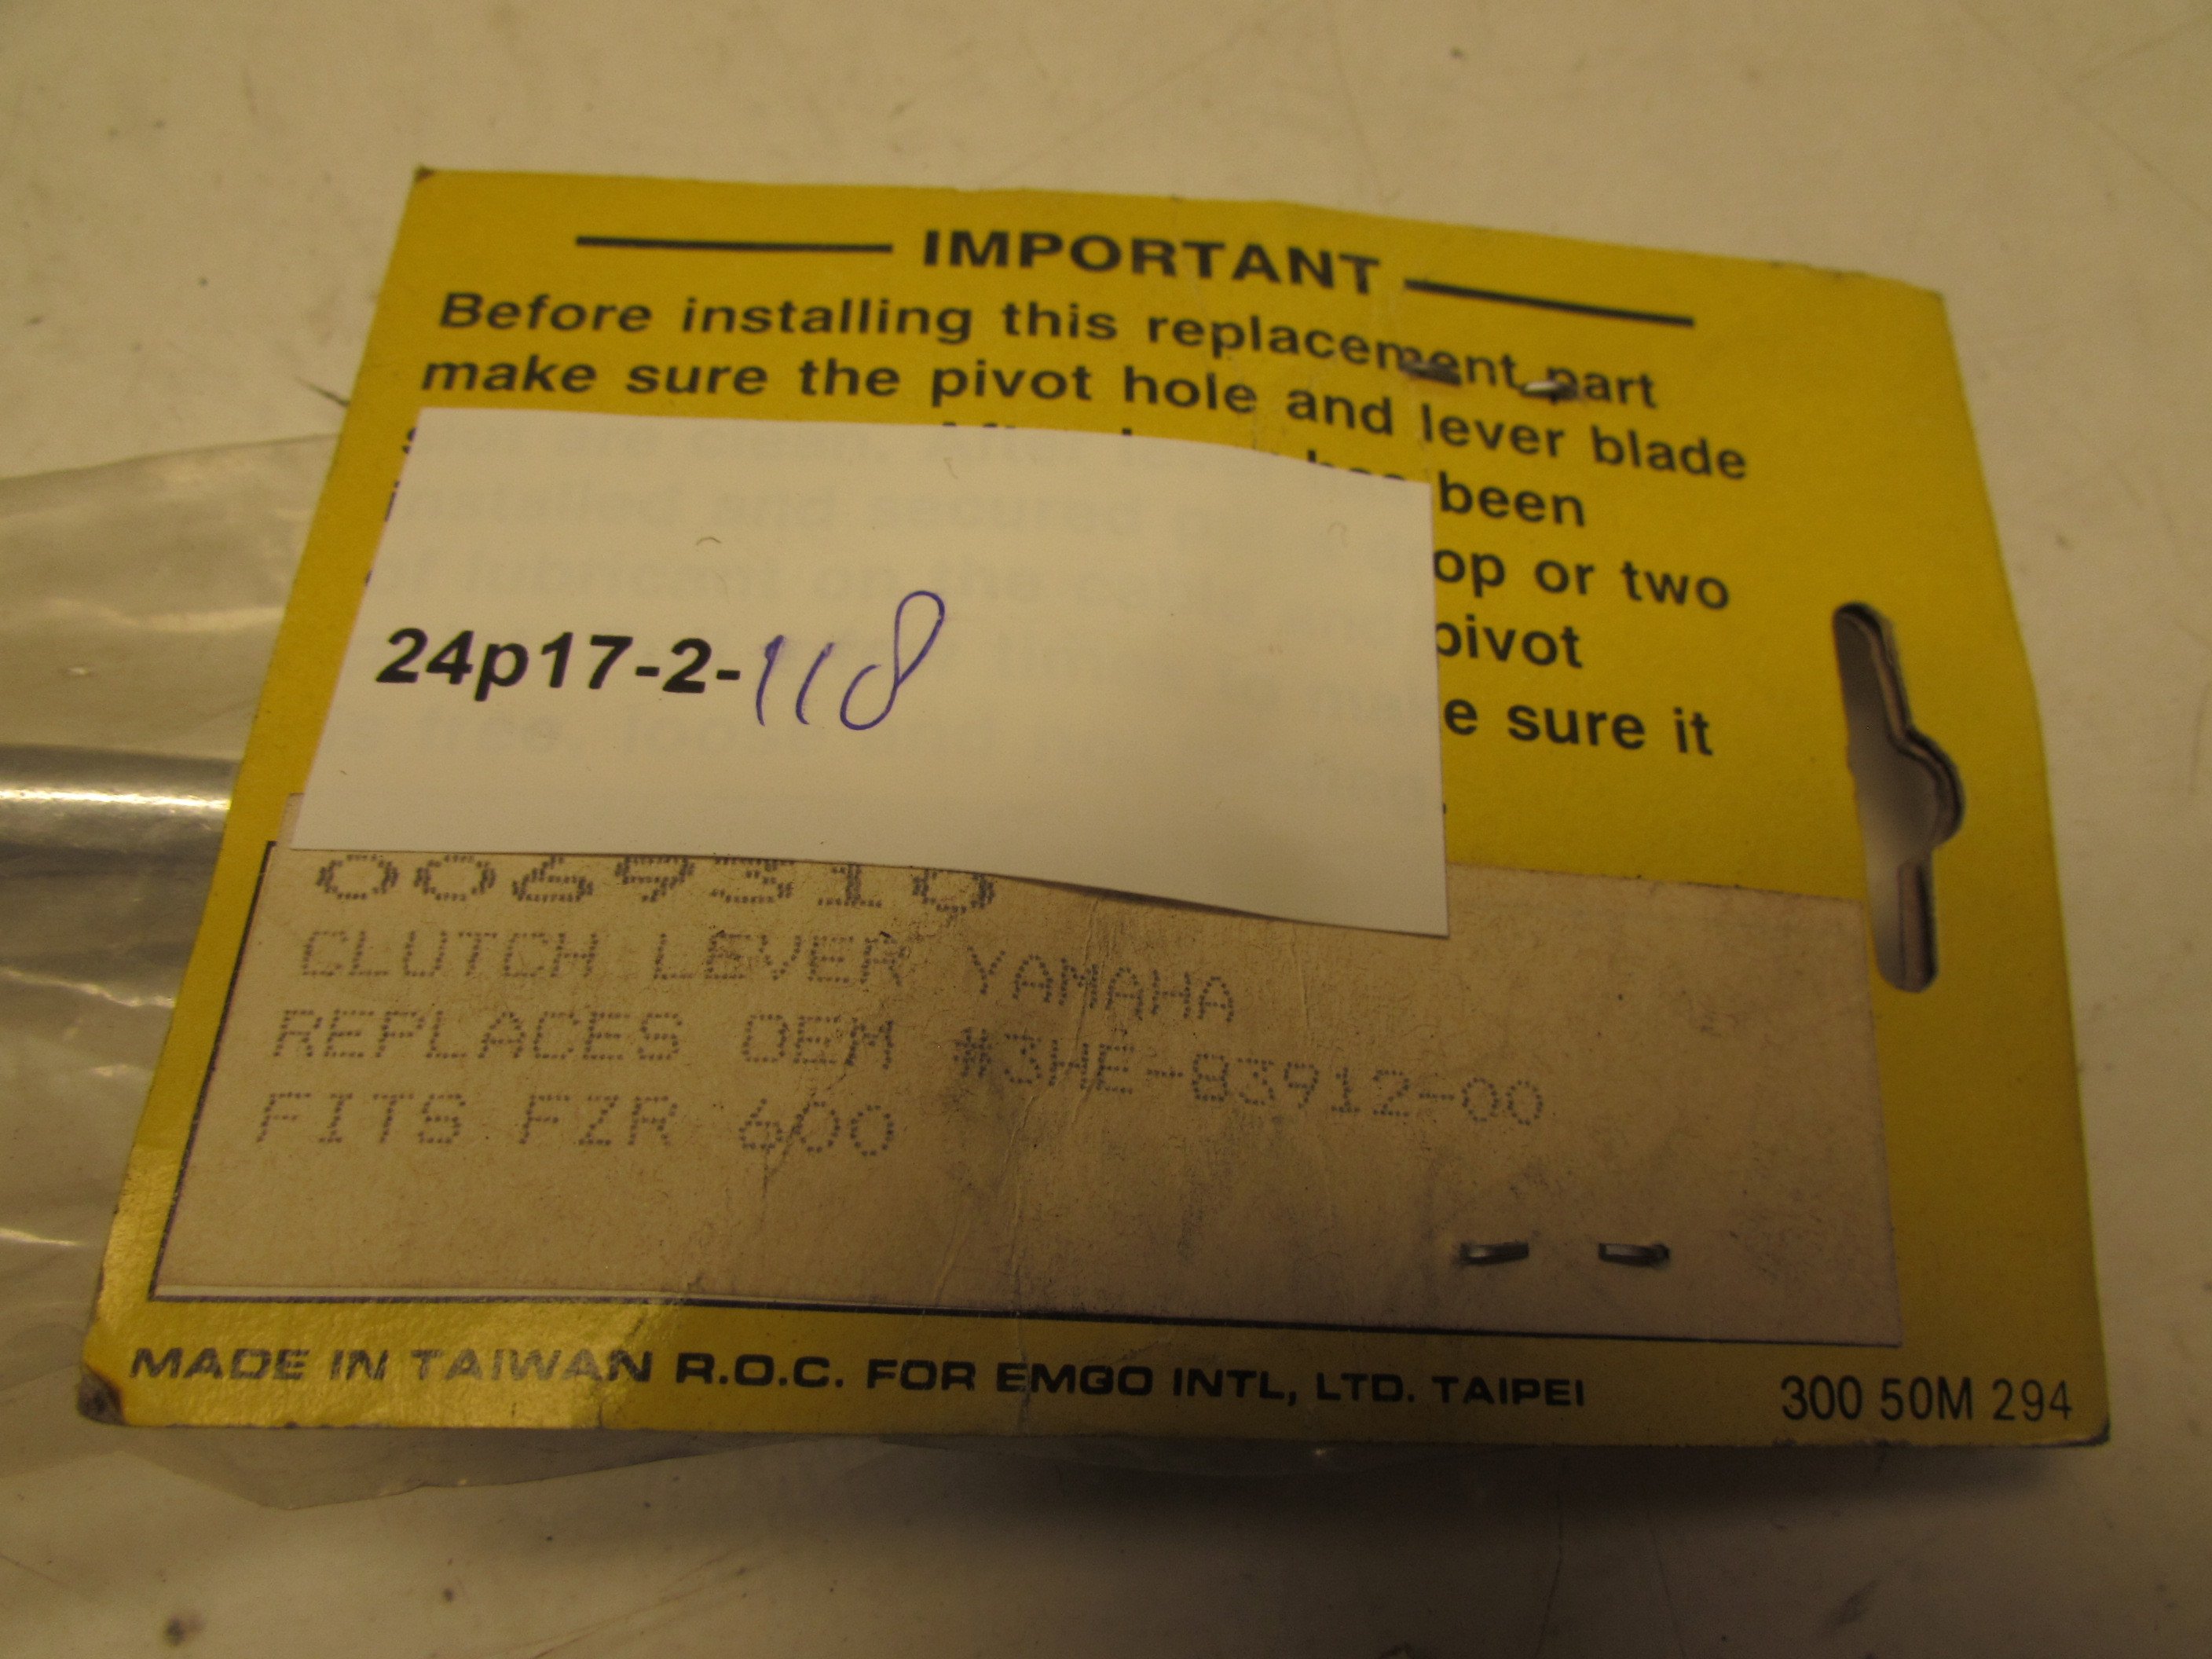 IMPORTANT
Before installing this replacement part
make sure the pivot hole and lever blade
been
or two
pivot
sure it
24p17-2-118
0069310
CLUTCH LEVER YAMAHA
REPLACES OEM #3HE-83912-00
FITS FZR 600
MADE IN TAIWAN R.O.C. FOR EMGO INTL, LTD. TAIPEI
300 50M 294